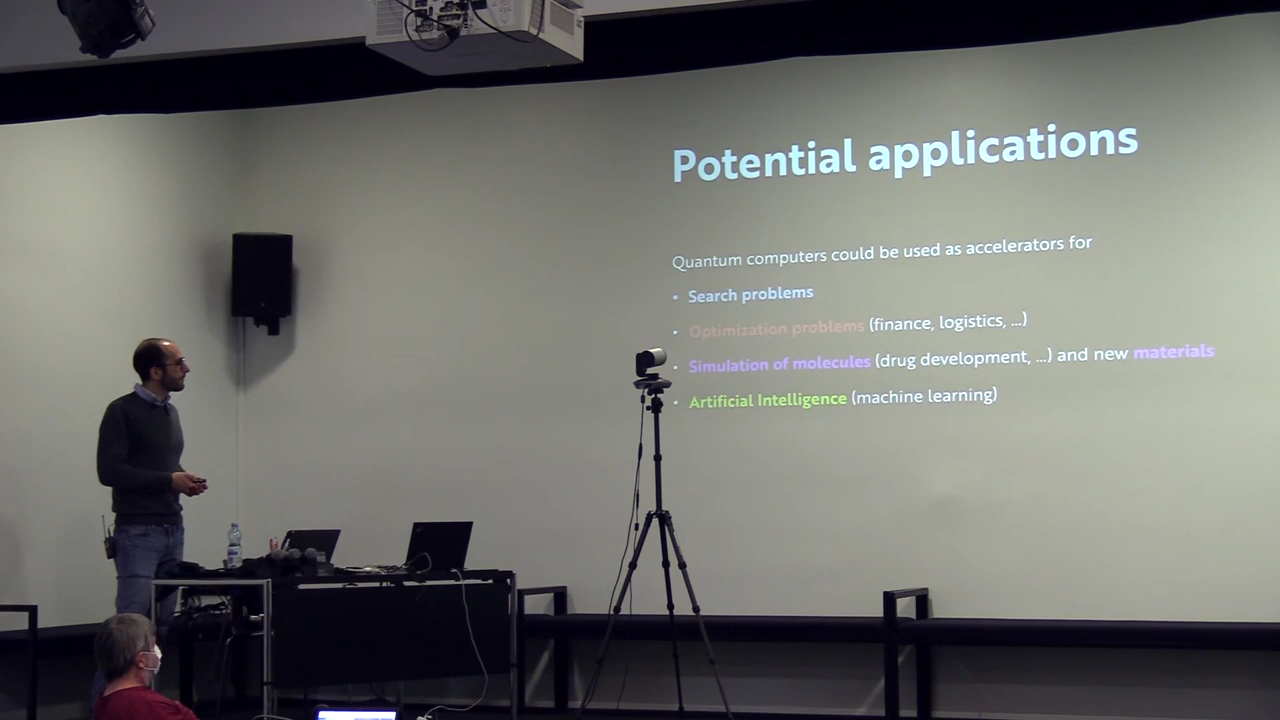 Potential applications
Quantum computers could be used as accelerators for
• Search problems
• Optimization problems (finance, logistics, ...)
• Simulation of molecules (drug development, ...) and new materials
• Artificial Intelligence (machine learning)